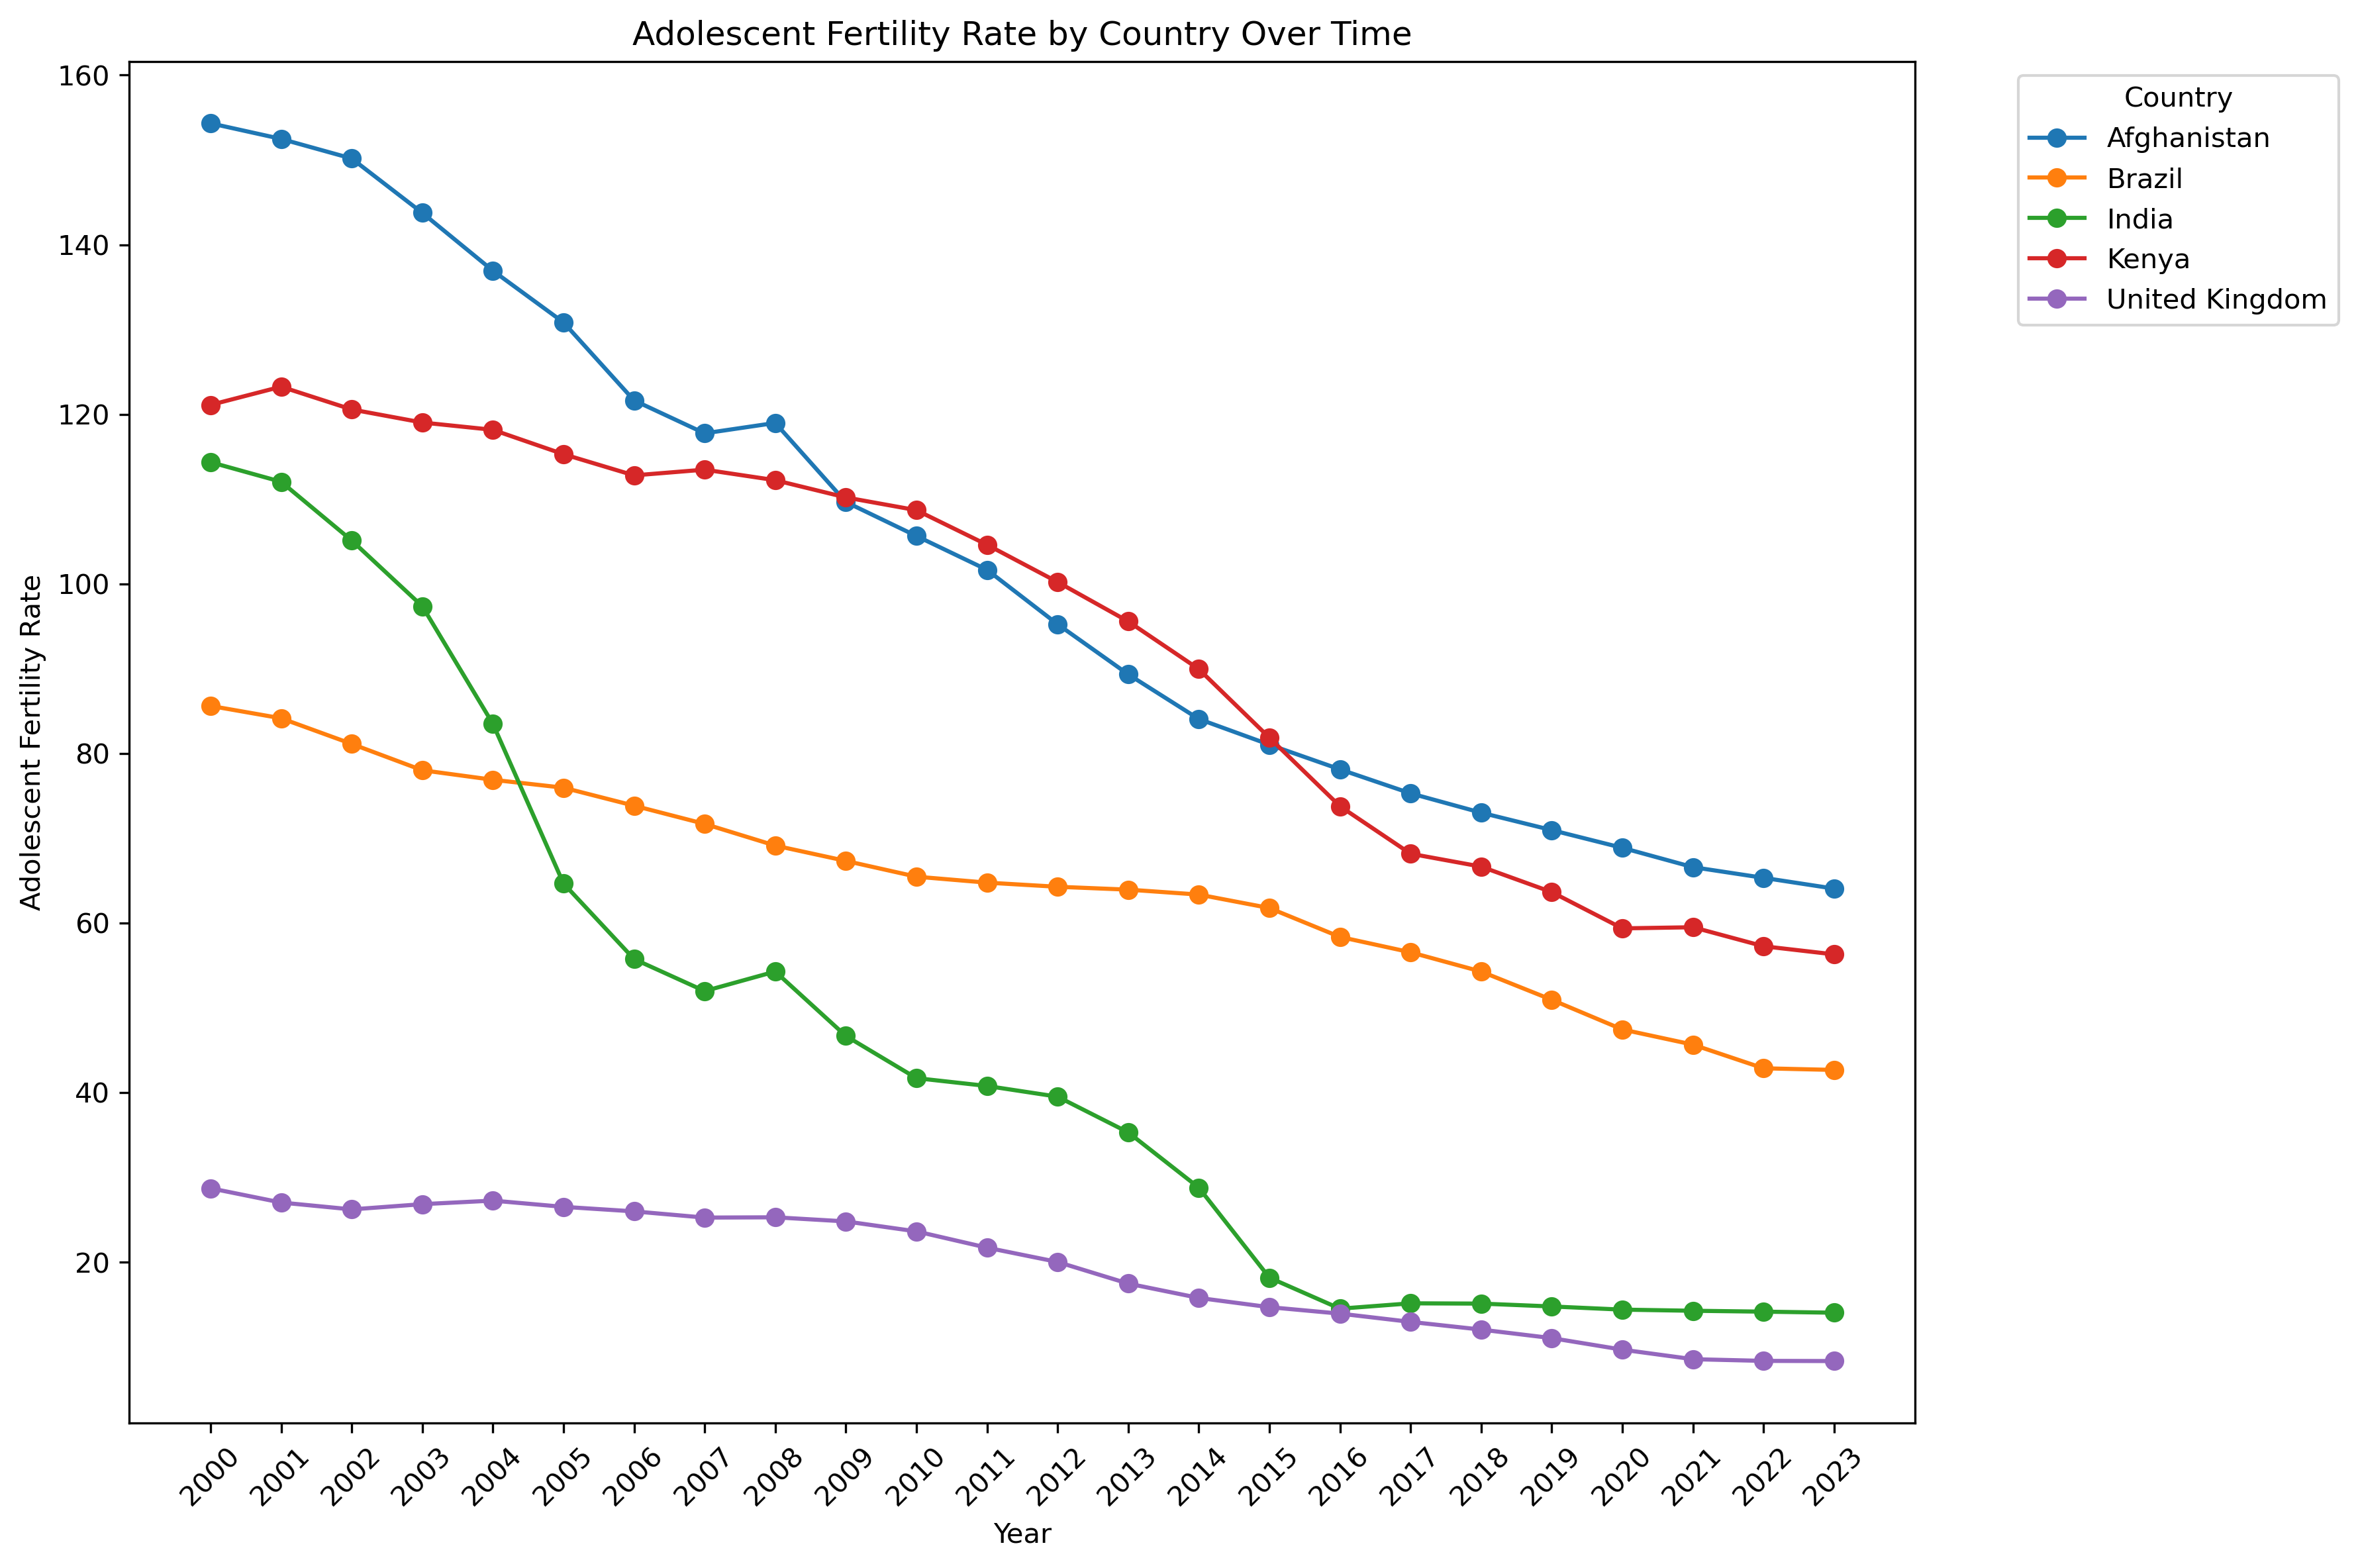 Adolescent Fertility Rate by Country Over Time
160
140
120
100
80
60
40
20
Adolescent Fertility Rate
2000 2001 2002 2003 2004 2005 2006 2007 2008 2009 2010 2011 2012 2013 2014 2015 2016 2017 2018 2019 2020 2021 2022 2023
Year
Country
Afghanistan
Brazil
India
Kenya
United Kingdom